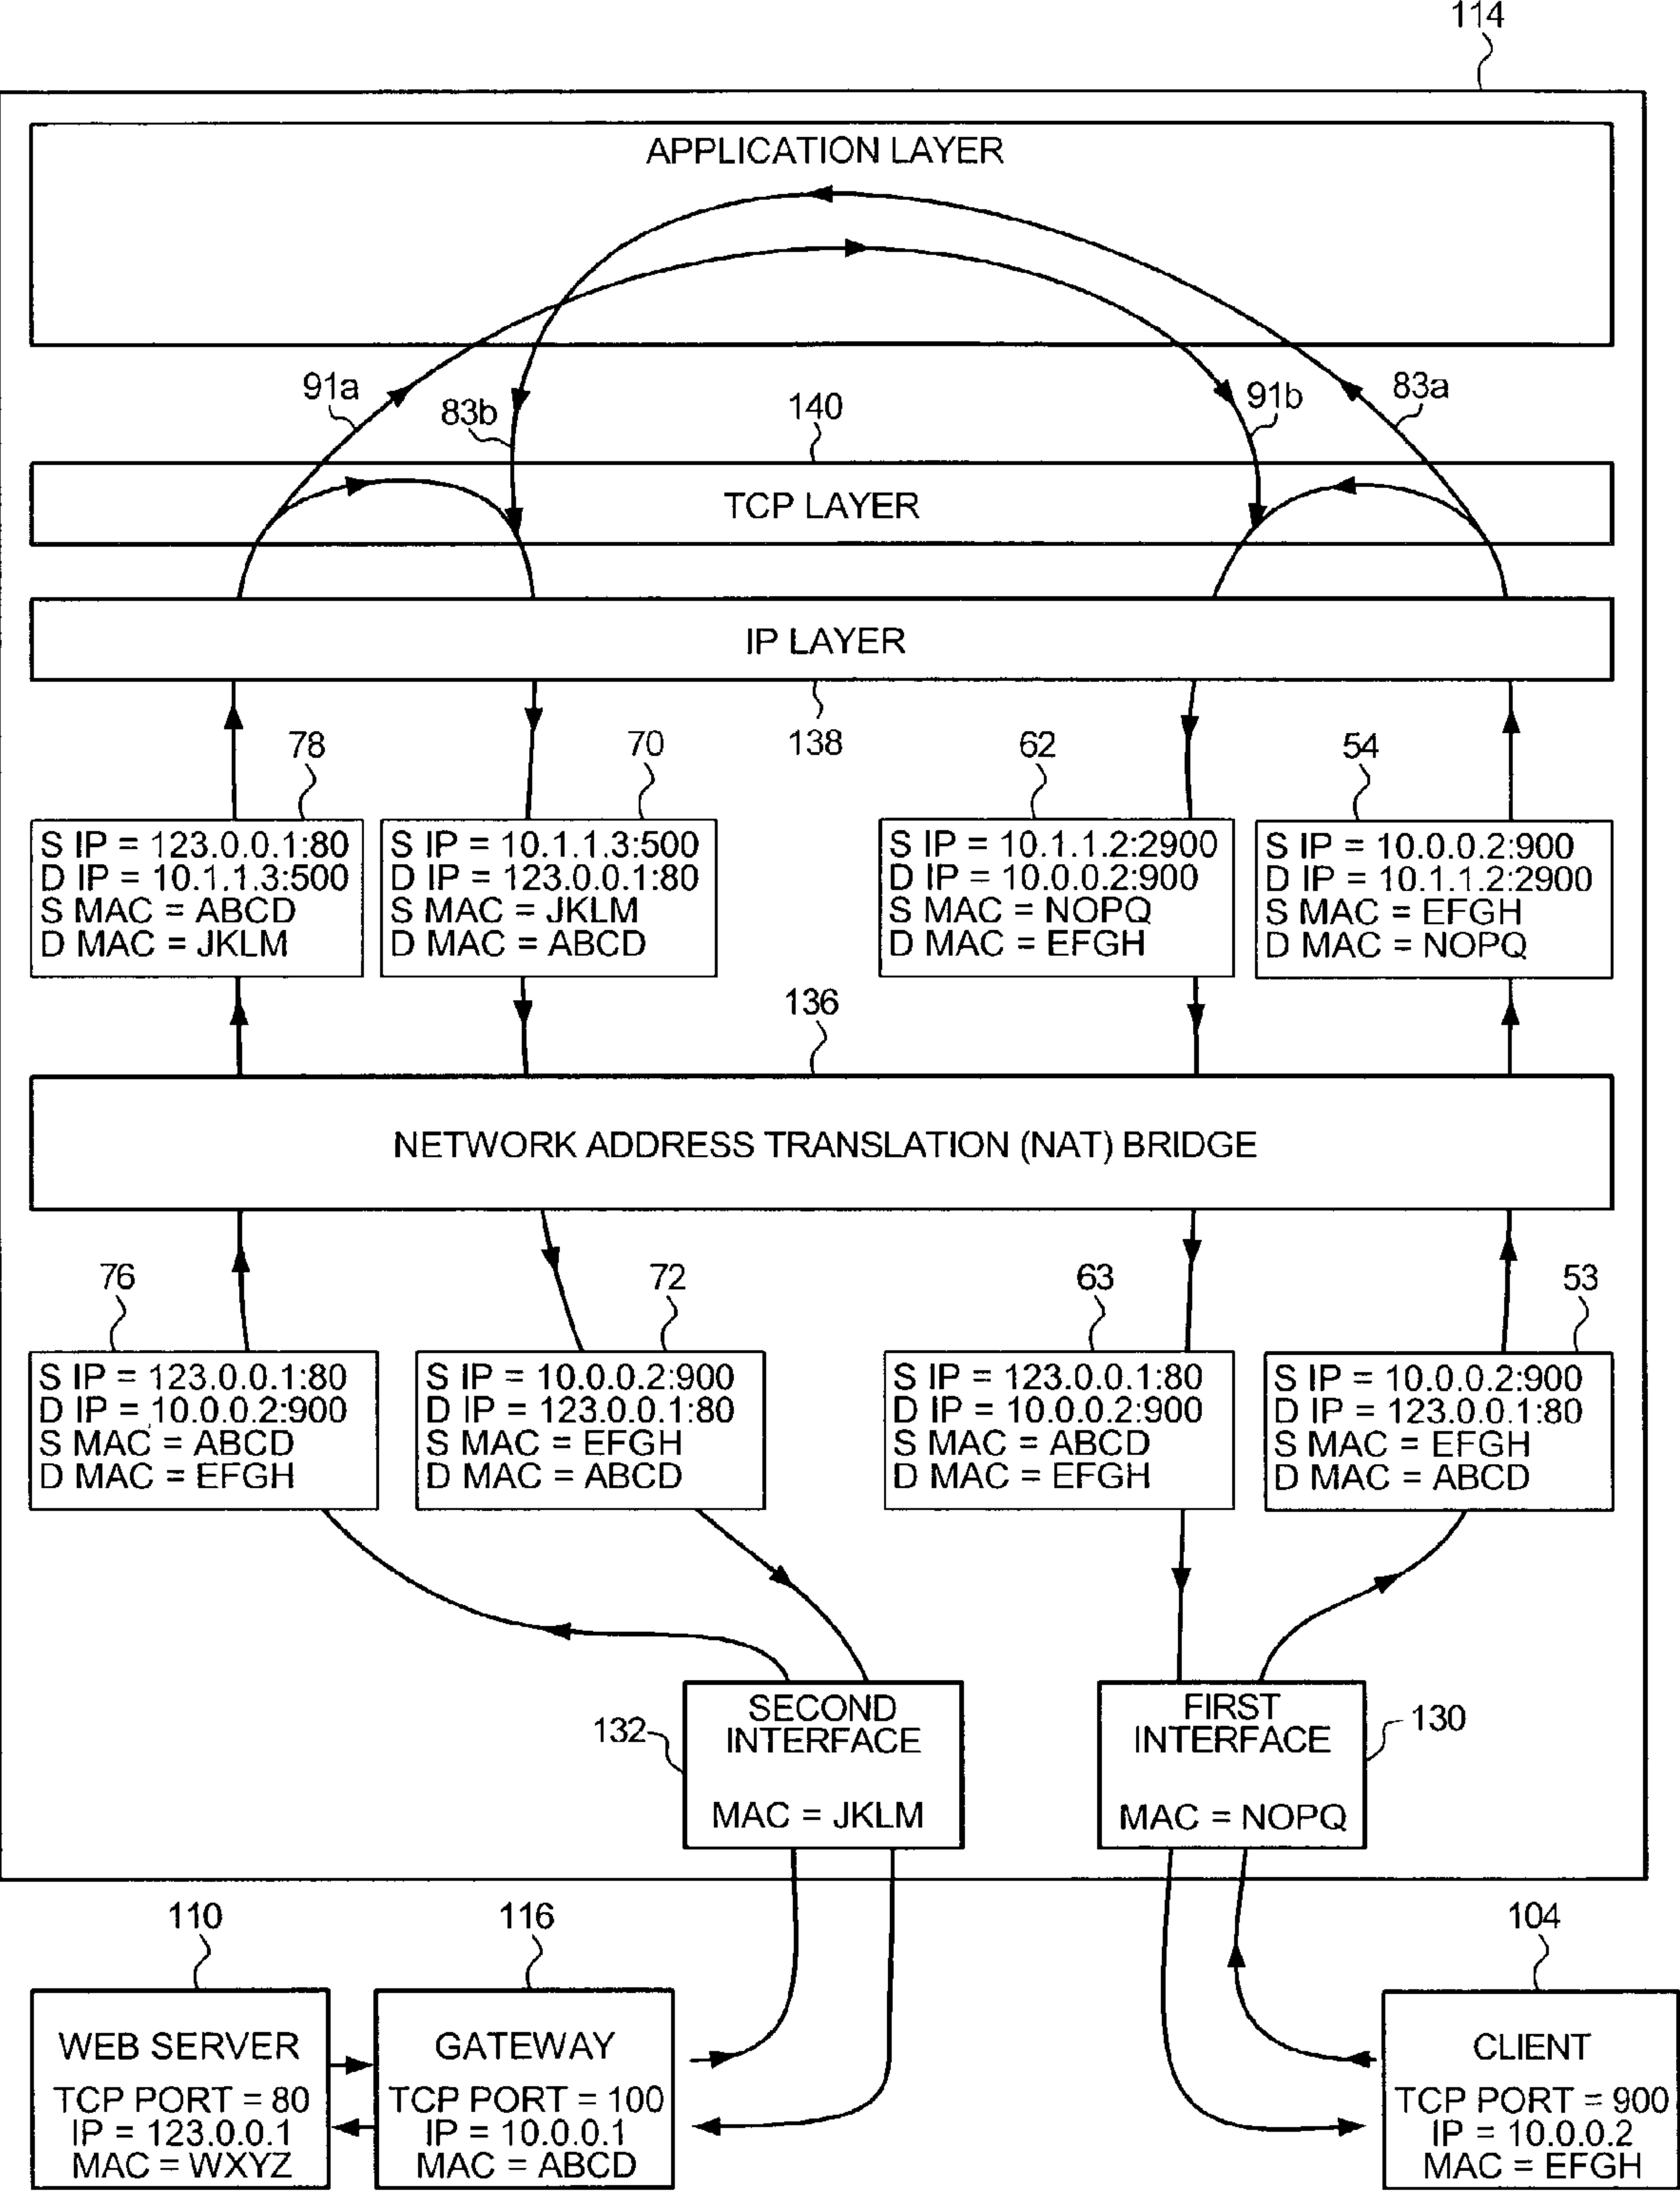 114
APPLICATION LAYER
91a
83b
140
91b
83a
TCP LAYER
IP LAYER
78
70
138
62
54
S IP = 123.0.0.1:80
D IP = 10.1.1.3:500
S MAC = ABCD
D MAC = JKLM
S IP = 10.1.1.3:500
D IP = 123.0.0.1:80
S MAC = JKLM
D MAC = ABCD
S IP = 10.1.1.2:2900
D IP = 10.0.0.2:900
S MAC = NOPQ
D MAC = EFGH
S IP = 10.0.0.2:900
D IP = 10.1.1.2:2900
S MAC = EFGH
D MAC = NOPQ
136
NETWORK ADDRESS TRANSLATION (NAT) BRIDGE
76
72
63
53
S IP = 123.0.0.1:80
D IP = 10.0.0.2:900
S MAC = ABCD
D MAC = EFGH
S IP = 10.0.0.2:900
D IP = 123.0.0.1:80
S MAC = EFGH
D MAC = ABCD
S IP = 123.0.0.1:80
D IP = 10.0.0.2:900
S MAC = ABCD
D MAC = EFGH
S IP = 10.0.0.2:900
D IP = 123.0.0.1:80
S MAC = EFGH
D MAC = ABCD
132
SECOND
INTERFACE
MAC = JKLM
FIRST
INTERFACE
MAC = NOPQ
130
110
116
104
WEB SERVER
TCP PORT = 80
IP = 123.0.0.1
MAC = WXYZ
GATEWAY
TCP PORT = 100
IP = 10.0.0.1
MAC = ABCD
CLIENT
TCP PORT = 900
IP = 10.0.0.2
MAC = EFGH